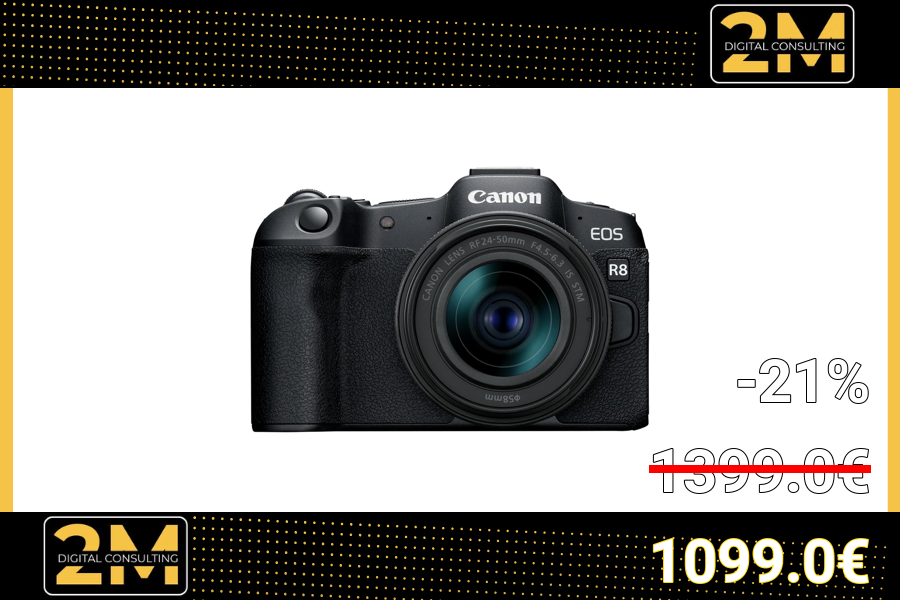 2M
DIGITAL CONSULTING
Canon
EOS
R8
CANON LENS RF24-50mm F4.5-6.3 IS STM
φ58mm
-21%
1399.0€
2M
DIGITAL CONSULTING
1099.0€